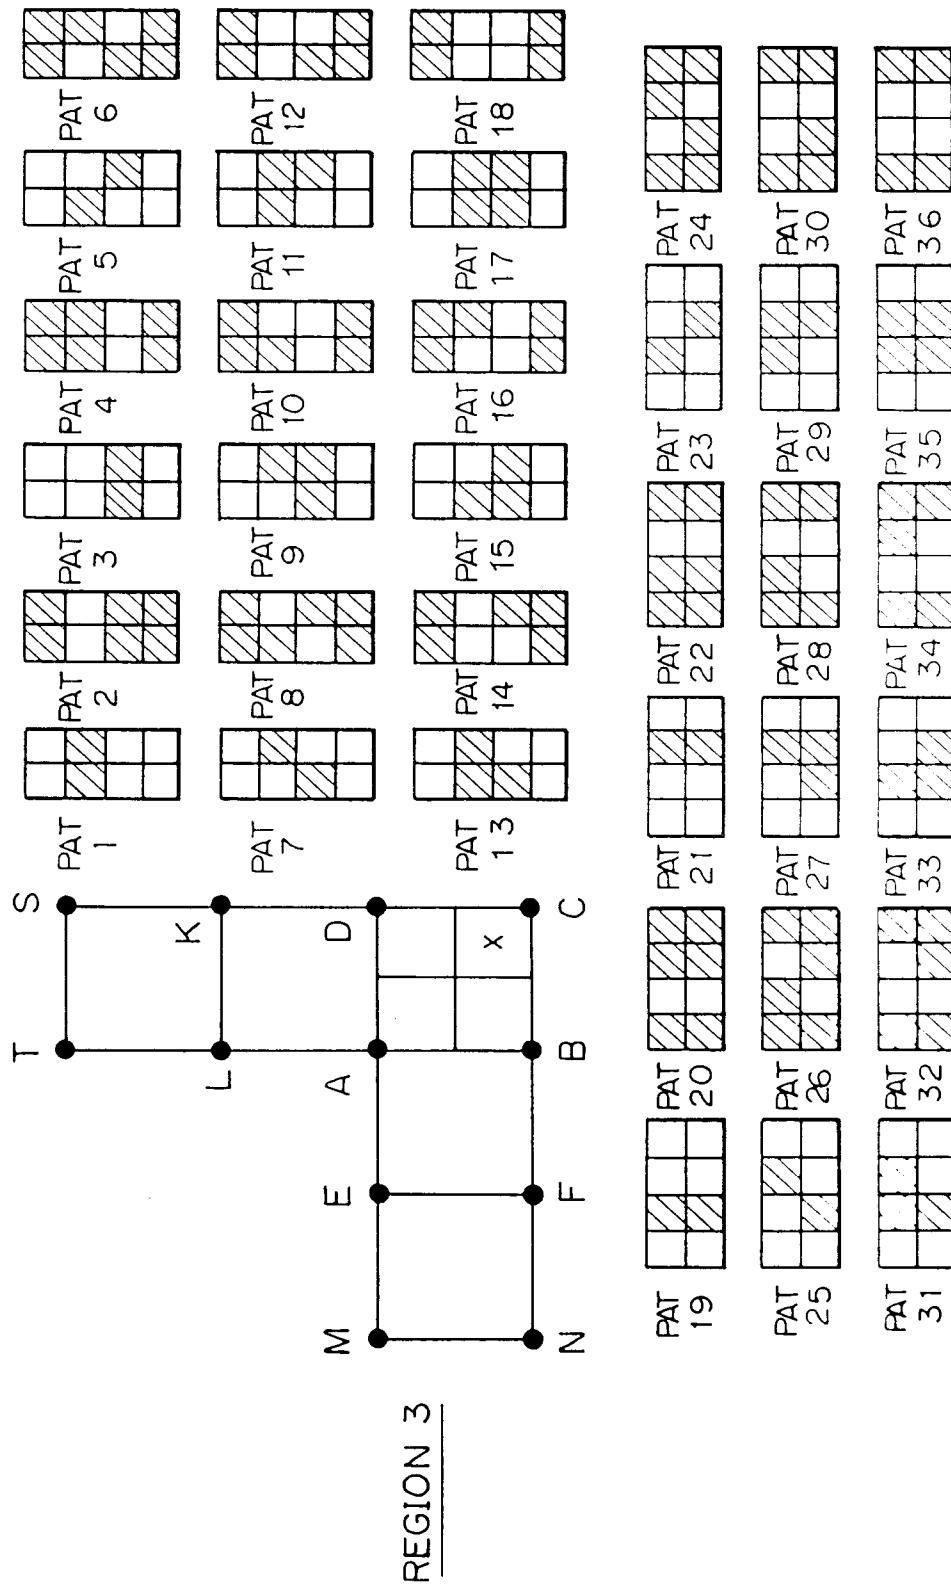 T S
PAT 1
PAT 2
PAT 3
PAT 4
PAT 5
PAT 6
L K
PAT 7
PAT 8
PAT 9
PAT 10
PAT 11
PAT 12
M E A D
REGION 3
x
PAT 13
PAT 14
PAT 15
PAT 16
PAT 17
PAT 18
N F B C
PAT 19
PAT 20
PAT 21
PAT 22
PAT 23
PAT 24
PAT 25
PAT 26
PAT 27
PAT 28
PAT 29
PAT 30
PAT 31
PAT 32
PAT 33
PAT 34
PAT 35
PAT 36